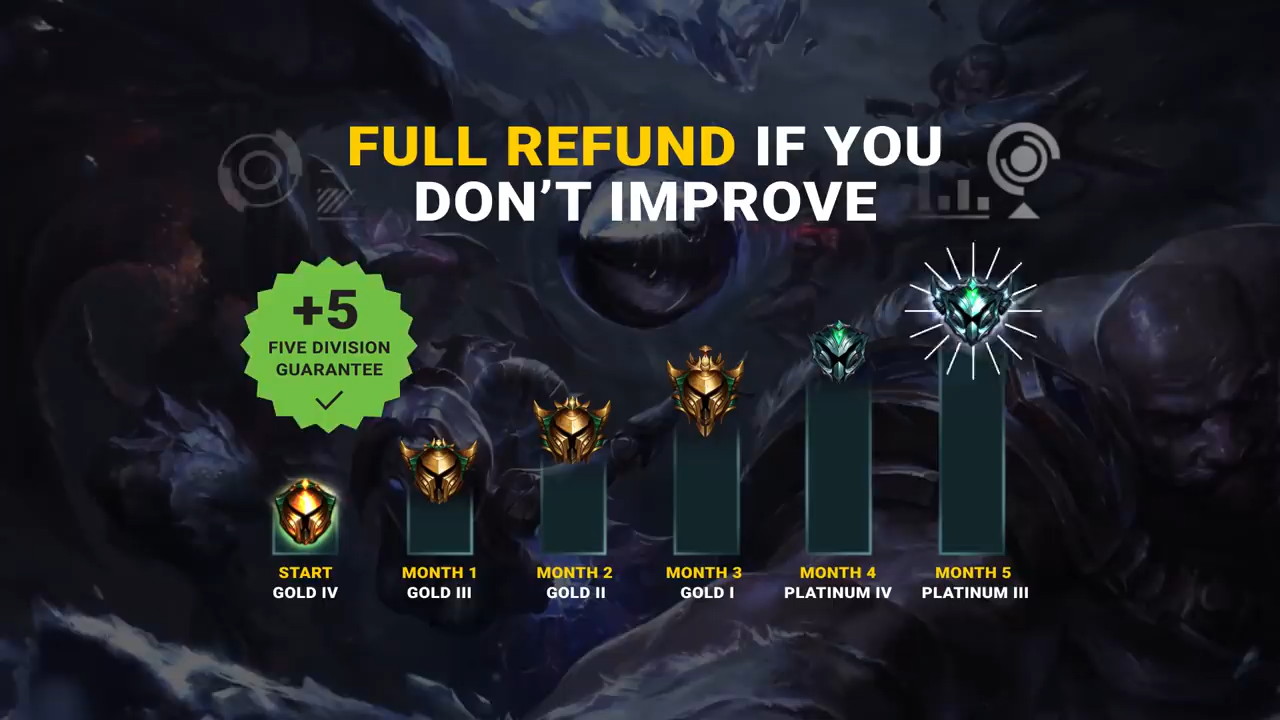 FULL REFUND IF YOU
DON'T IMPROVE
+5
FIVE DIVISION
GUARANTEE
START
GOLD IV
MONTH 1
GOLD III
MONTH 2
GOLD II
MONTH 3
GOLD I
MONTH 4
PLATINUM IV
MONTH 5
PLATINUM III